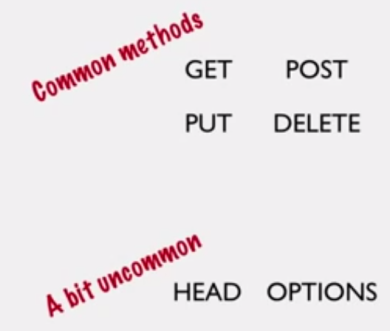 Common methods
GET POST
PUT DELETE
A bit uncommon
HEAD OPTIONS